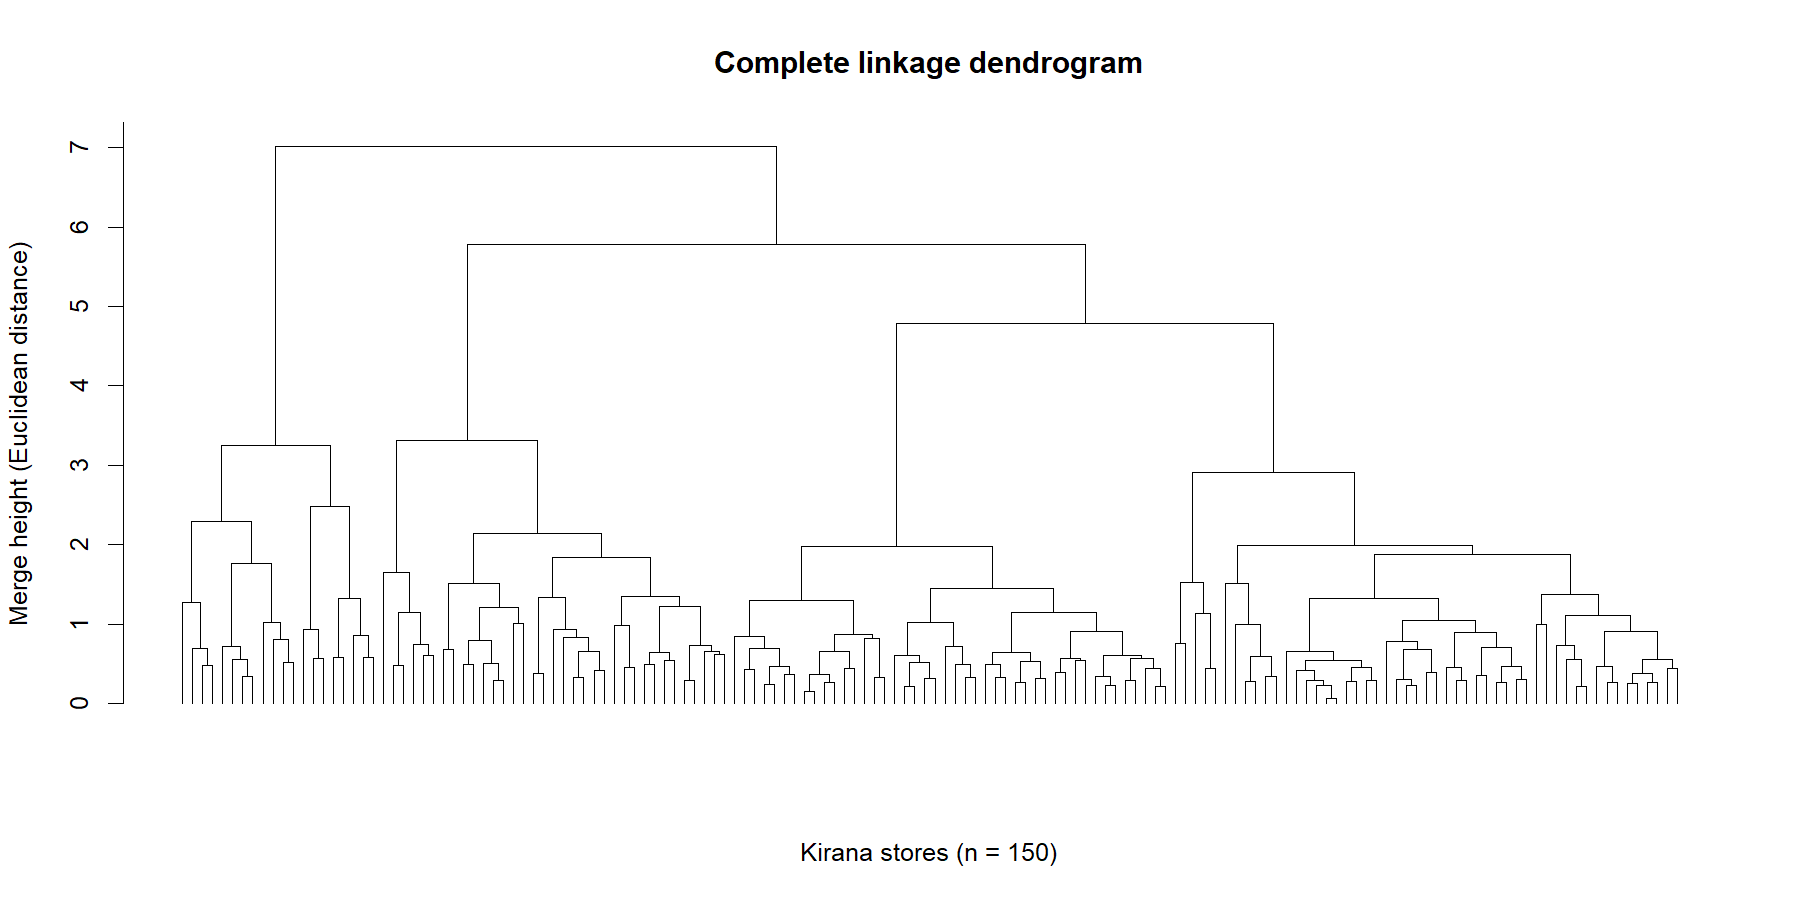 Complete linkage dendrogram
Merge height (Euclidean distance)
7
6
5
4
3
2
1
0
Kirana stores (n = 150)